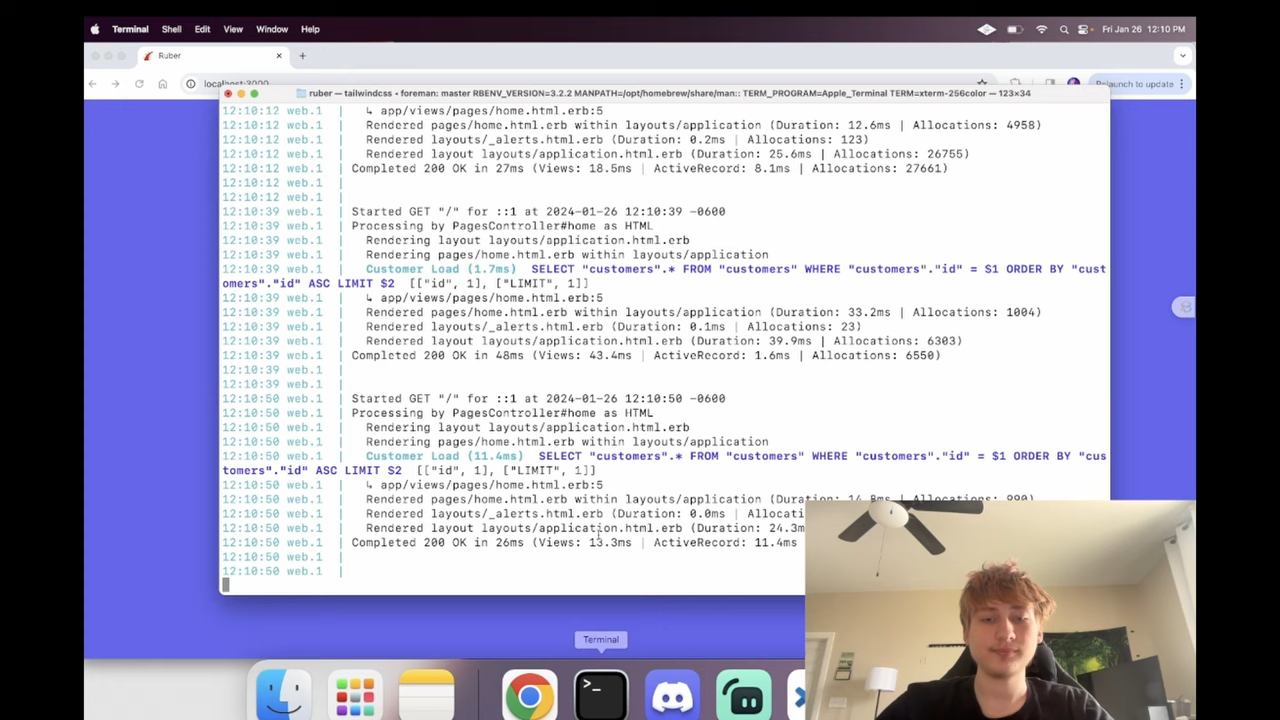 Terminal Shell Edit View Window Help Fri Jan 26 12:10 PM
Ruber
localhost:3000 Relaunch to update
ruber — tailwindcss • foreman: master RBENV_VERSION=3.2.2 MANPATH=/opt/homebrew/share/man:: TERM_PROGRAM=Apple_Terminal TERM=xterm-256color — 123×34
12:10:12 web.1 | ↳ app/views/pages/home.html.erb:5
12:10:12 web.1 | Rendered pages/home.html.erb within layouts/application (Duration: 12.6ms | Allocations: 4958)
12:10:12 web.1 | Rendered layouts/_alerts.html.erb (Duration: 0.2ms | Allocations: 123)
12:10:12 web.1 | Rendered layout layouts/application.html.erb (Duration: 25.6ms | Allocations: 26755)
12:10:12 web.1 | Completed 200 OK in 27ms (Views: 18.5ms | ActiveRecord: 8.1ms | Allocations: 27661)
12:10:12 web.1 |
12:10:12 web.1 |
12:10:39 web.1 | Started GET "/" for ::1 at 2024-01-26 12:10:39 -0600
12:10:39 web.1 | Processing by PagesController#home as HTML
12:10:39 web.1 | Rendering layout layouts/application.html.erb
12:10:39 web.1 | Rendering pages/home.html.erb within layouts/application
12:10:39 web.1 | Customer Load (1.7ms) SELECT "customers".* FROM "customers" WHERE "customers"."id" = $1 ORDER BY "cust
omers"."id" ASC LIMIT $2 [["id", 1], ["LIMIT", 1]]
12:10:39 web.1 | ↳ app/views/pages/home.html.erb:5
12:10:39 web.1 | Rendered pages/home.html.erb within layouts/application (Duration: 33.2ms | Allocations: 1004)
12:10:39 web.1 | Rendered layouts/_alerts.html.erb (Duration: 0.1ms | Allocations: 23)
12:10:39 web.1 | Rendered layout layouts/application.html.erb (Duration: 39.9ms | Allocations: 6303)
12:10:39 web.1 | Completed 200 OK in 48ms (Views: 43.4ms | ActiveRecord: 1.6ms | Allocations: 6550)
12:10:39 web.1 |
12:10:39 web.1 |
12:10:50 web.1 | Started GET "/" for ::1 at 2024-01-26 12:10:50 -0600
12:10:50 web.1 | Processing by PagesController#home as HTML
12:10:50 web.1 | Rendering layout layouts/application.html.erb
12:10:50 web.1 | Rendering pages/home.html.erb within layouts/application
12:10:50 web.1 | Customer Load (11.4ms) SELECT "customers".* FROM "customers" WHERE "customers"."id" = $1 ORDER BY "cus
tomers"."id" ASC LIMIT $2 [["id", 1], ["LIMIT", 1]]
12:10:50 web.1 | ↳ app/views/pages/home.html.erb:5
12:10:50 web.1 | Rendered pages/home.html.erb within layouts/application (Duration: 14.8ms | Allocations: 990)
12:10:50 web.1 | Rendered layouts/_alerts.html.erb (Duration: 0.0ms | Alloca
12:10:50 web.1 | Rendered layout layouts/application.html.erb (Duration: 24.3m
12:10:50 web.1 | Completed 200 OK in 26ms (Views: 13.3ms | ActiveRecord: 11.4ms
12:10:50 web.1 |
12:10:50 web.1 |
Terminal